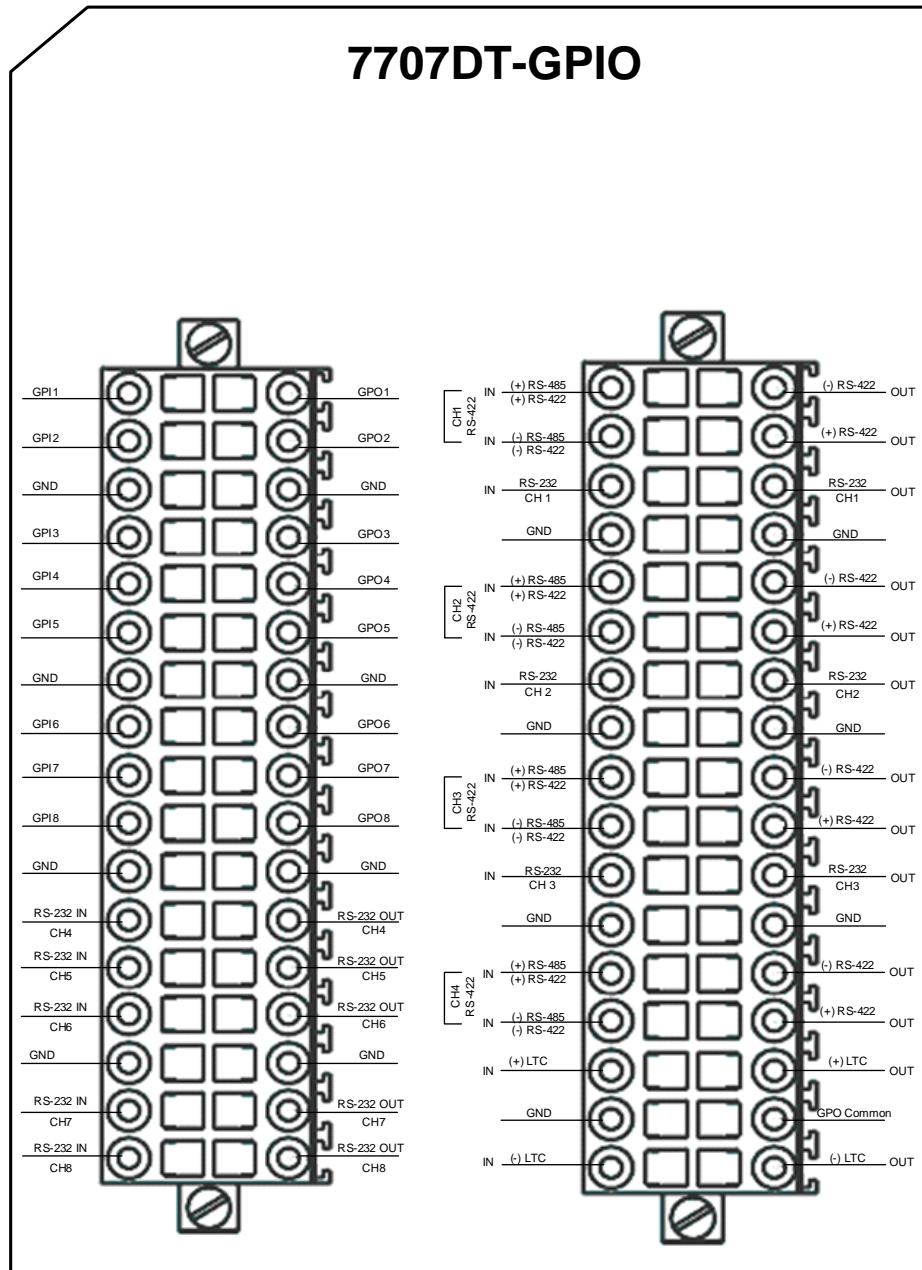 7707DT-GPIO
GPI1
GPO1
GPI2
GPO2
GND
GND
GPI3
GPO3
GPI4
GPO4
GPI5
GPO5
GND
GND
GPI6
GPO6
GPI7
GPO7
GPI8
GPO8
GND
GND
RS-232 IN
CH4
RS-232 OUT
CH4
RS-232 IN
CH5
RS-232 OUT
CH5
RS-232 IN
CH6
RS-232 OUT
CH6
GND
GND
RS-232 IN
CH7
RS-232 OUT
CH7
RS-232 IN
CH8
RS-232 OUT
CH8
CH1
RS-422
IN
(+) RS-485
(+) RS-422
(-) RS-422
OUT
IN
(-) RS-485
(-) RS-422
(+) RS-422
OUT
IN
RS-232
CH 1
RS-232
CH1
OUT
GND
GND
CH2
RS-422
IN
(+) RS-485
(+) RS-422
(-) RS-422
OUT
IN
(-) RS-485
(-) RS-422
(+) RS-422
OUT
IN
RS-232
CH 2
RS-232
CH2
OUT
GND
GND
CH3
RS-422
IN
(+) RS-485
(+) RS-422
(-) RS-422
OUT
IN
(-) RS-485
(-) RS-422
(+) RS-422
OUT
IN
RS-232
CH 3
RS-232
CH3
OUT
GND
GND
CH4
RS-422
IN
(+) RS-485
(+) RS-422
(-) RS-422
OUT
IN
(-) RS-485
(-) RS-422
(+) RS-422
OUT
IN
(+) LTC
(+) LTC
OUT
GND
GPO Common
IN
(-) LTC
(-) LTC
OUT